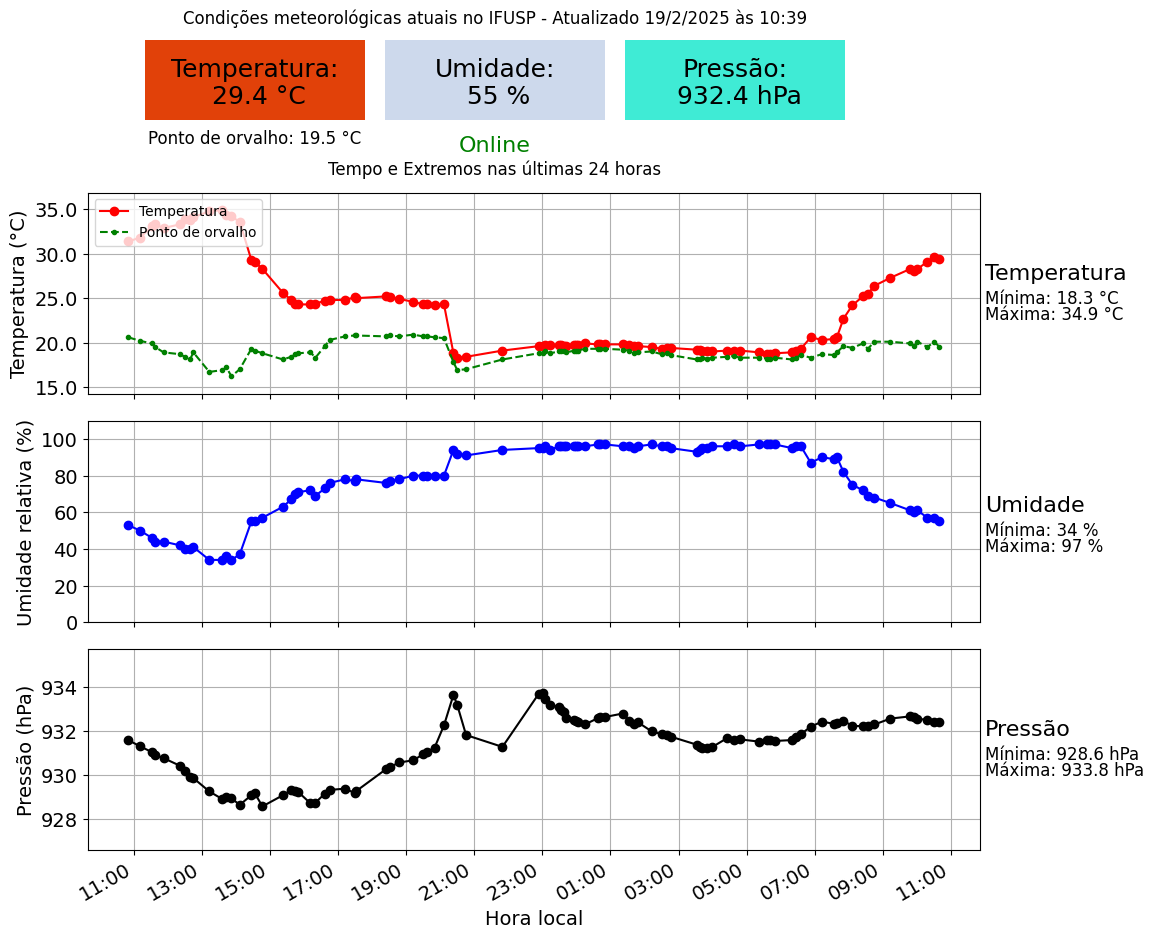 Condições meteorológicas atuais no IFUSP - Atualizado 19/2/2025 às 10:39
Temperatura:
29.4 °C
Umidade:
55 %
Pressão:
932.4 hPa
Ponto de orvalho: 19.5 °C
Online
Tempo e Extremos nas últimas 24 horas
Temperatura (°C)
35.0
30.0
25.0
20.0
15.0
Temperatura
Ponto de orvalho
Temperatura
Mínima: 18.3 °C
Máxima: 34.9 °C
Umidade relativa (%)
100
80
60
40
20
0
Umidade
Mínima: 34 %
Máxima: 97 %
Pressão (hPa)
934
932
930
928
Pressão
Mínima: 928.6 hPa
Máxima: 933.8 hPa
11:00
13:00
15:00
17:00
19:00
21:00
23:00
01:00
03:00
05:00
07:00
09:00
11:00
Hora local